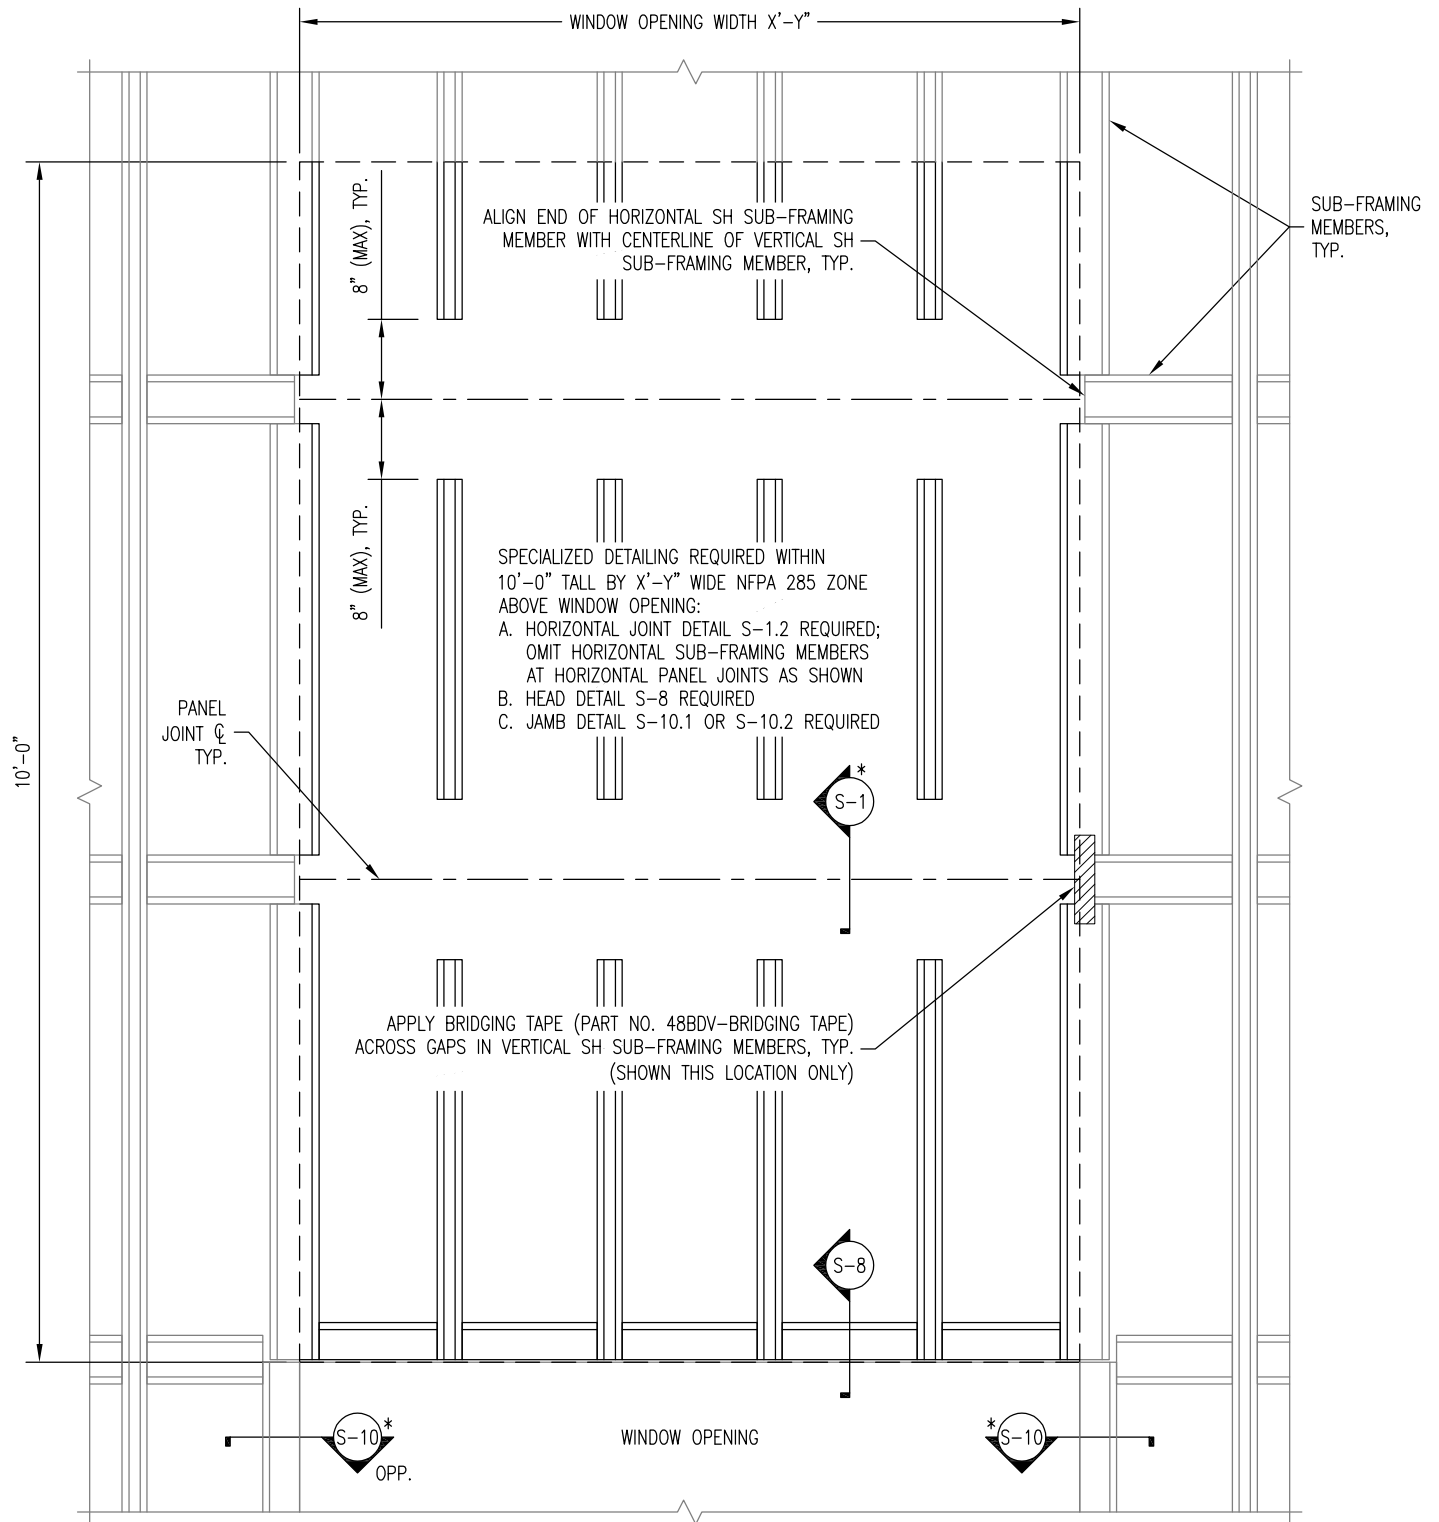 WINDOW OPENING WIDTH X'-Y"
8" (MAX), TYP.
ALIGN END OF HORIZONTAL SH SUB-FRAMING
MEMBER WITH CENTERLINE OF VERTICAL SH
SUB-FRAMING MEMBER, TYP.
SUB-FRAMING
MEMBERS,
TYP.
8" (MAX), TYP.
SPECIALIZED DETAILING REQUIRED WITHIN
10'-0" TALL BY X'-Y" WIDE NFPA 285 ZONE
ABOVE WINDOW OPENING:
A. HORIZONTAL JOINT DETAIL S-1.2 REQUIRED;
OMIT HORIZONTAL SUB-FRAMING MEMBERS
AT HORIZONTAL PANEL JOINTS AS SHOWN
B. HEAD DETAIL S-8 REQUIRED
C. JAMB DETAIL S-10.1 OR S-10.2 REQUIRED
PANEL
JOINT ℄
TYP.
10'-0"
*
S-1
APPLY BRIDGING TAPE (PART NO. 48BDV-BRIDGING TAPE)
ACROSS GAPS IN VERTICAL SH SUB-FRAMING MEMBERS, TYP.
(SHOWN THIS LOCATION ONLY)
S-8
S-10 *
OPP.
WINDOW OPENING
* S-10